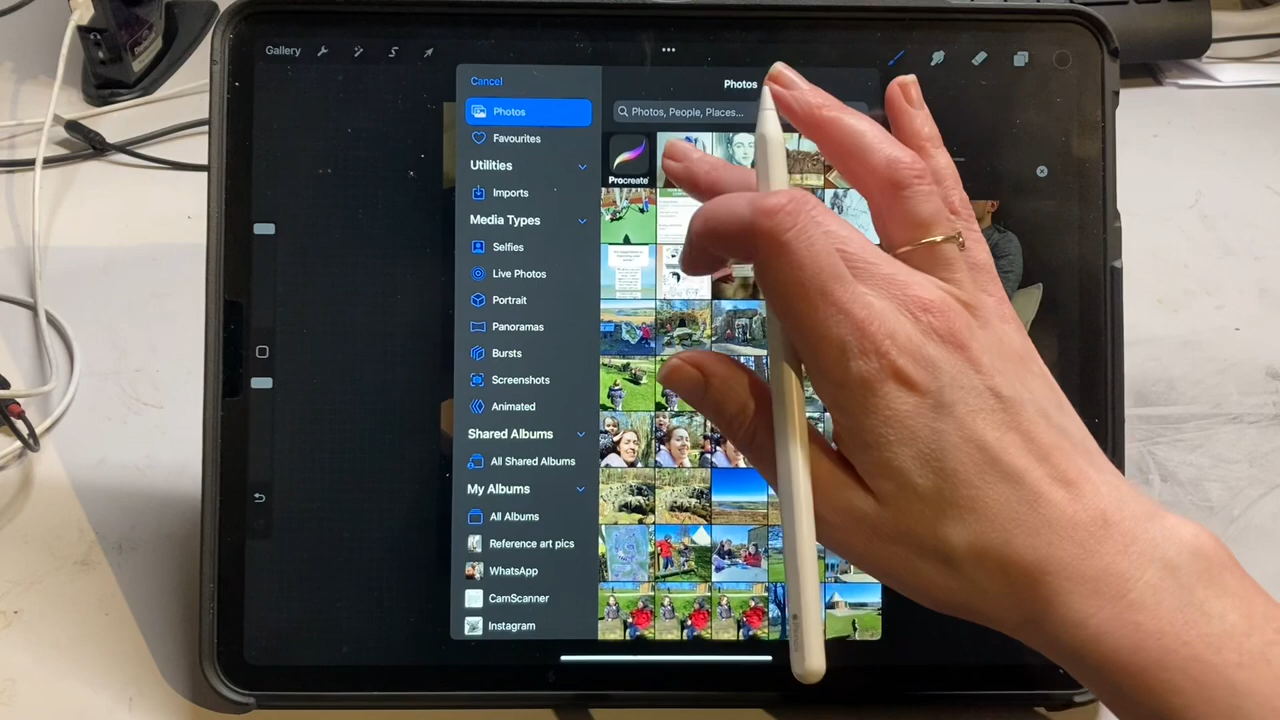 Gallery
Cancel
Photos
Photos
Photos, People, Places...
Favourites
Utilities
Procreate
Imports
Media Types
Selfies
Live Photos
Portrait
Panoramas
Bursts
Screenshots
Animated
Shared Albums
All Shared Albums
My Albums
All Albums
Reference art pics
WhatsApp
CamScanner
Instagram